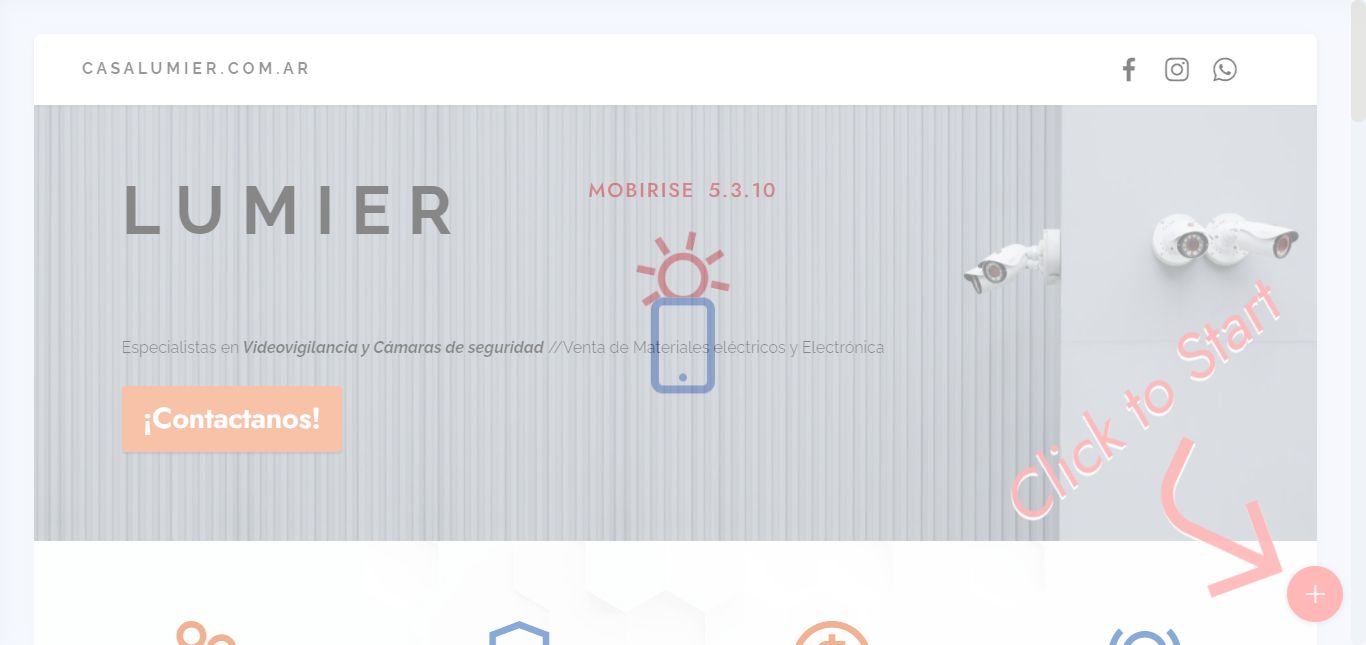 CASALUMIER.COM.AR
LUMIER
MOBIRISE 5.3.10
Especialistas en Videovigilancia y Cámaras de seguridad //Venta de Materiales eléctricos y Electrónica
¡Contactanos!
Click to Start